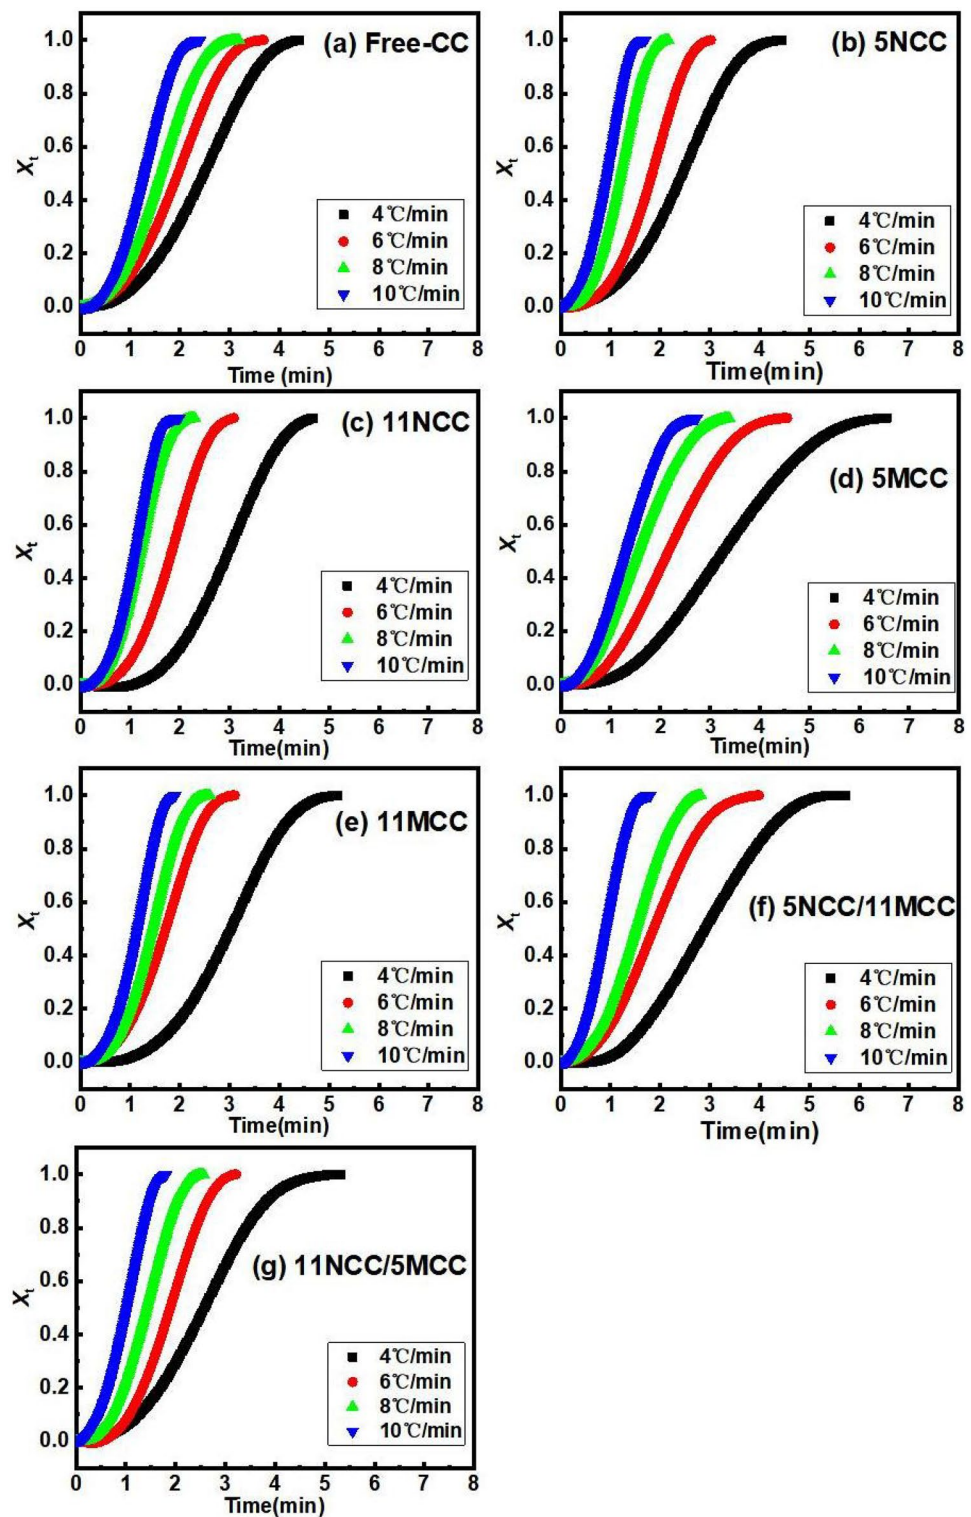 (a) Free-CC
1.0
0.8
0.6
0.4
0.2
0.0
Xt
4℃/min
6℃/min
8℃/min
10℃/min
0 1 2 3 4 5 6 7 8
Time (min)
(b) 5NCC
1.0
0.8
0.6
0.4
0.2
0.0
Xt
4℃/min
6℃/min
8℃/min
10℃/min
0 1 2 3 4 5 6 7 8
Time(min)
(c) 11NCC
1.0
0.8
0.6
0.4
0.2
0.0
Xt
4℃/min
6℃/min
8℃/min
10℃/min
0 1 2 3 4 5 6 7 8
Time(min)
(d) 5MCC
1.0
0.8
0.6
0.4
0.2
0.0
Xt
4℃/min
6℃/min
8℃/min
10℃/min
0 1 2 3 4 5 6 7 8
Time(min)
(e) 11MCC
1.0
0.8
0.6
0.4
0.2
0.0
Xt
4℃/min
6℃/min
8℃/min
10℃/min
0 1 2 3 4 5 6 7 8
Time(min)
(f) 5NCC/11MCC
1.0
0.8
0.6
0.4
0.2
0.0
Xt
4℃/min
6℃/min
8℃/min
10℃/min
0 1 2 3 4 5 6 7 8
Time(min)
(g) 11NCC/5MCC
1.0
0.8
0.6
0.4
0.2
0.0
Xt
4℃/min
6℃/min
8℃/min
10℃/min
0 1 2 3 4 5 6 7 8
Time(min)